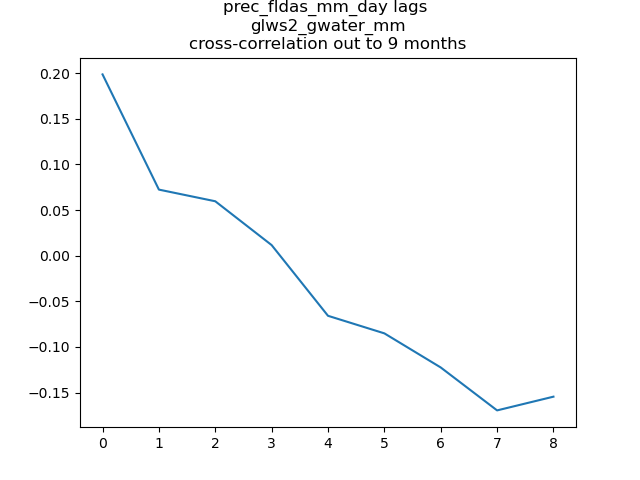 prec_fldas_mm_day lags
glws2_gwater_mm
cross-correlation out to 9 months
0.20
0.15
0.10
0.05
0.00
−0.05
−0.10
−0.15
0 1 2 3 4 5 6 7 8